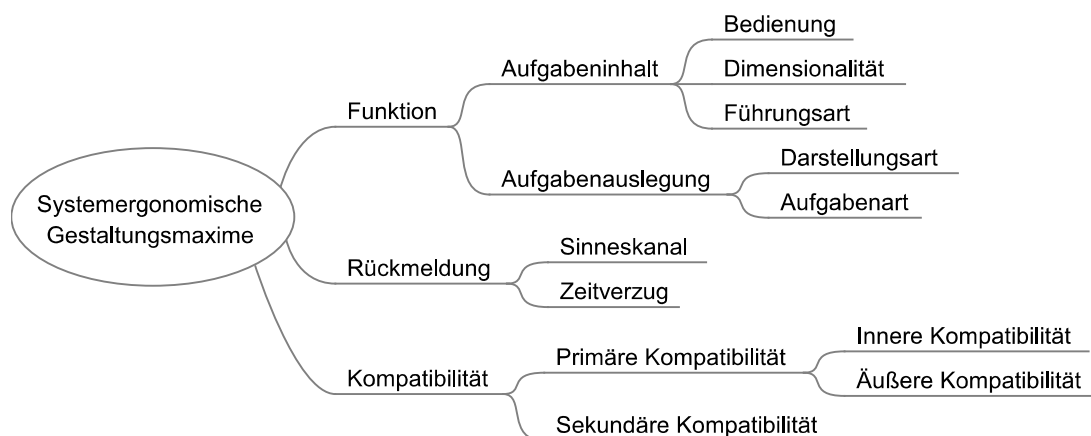 Systemergonomische
Gestaltungsmaxime
Funktion
Aufgabeninhalt
Bedienung
Dimensionalität
Führungsart
Aufgabenauslegung
Darstellungsart
Aufgabenart
Rückmeldung
Sinneskanal
Zeitverzug
Kompatibilität
Primäre Kompatibilität
Innere Kompatibilität
Äußere Kompatibilität
Sekundäre Kompatibilität